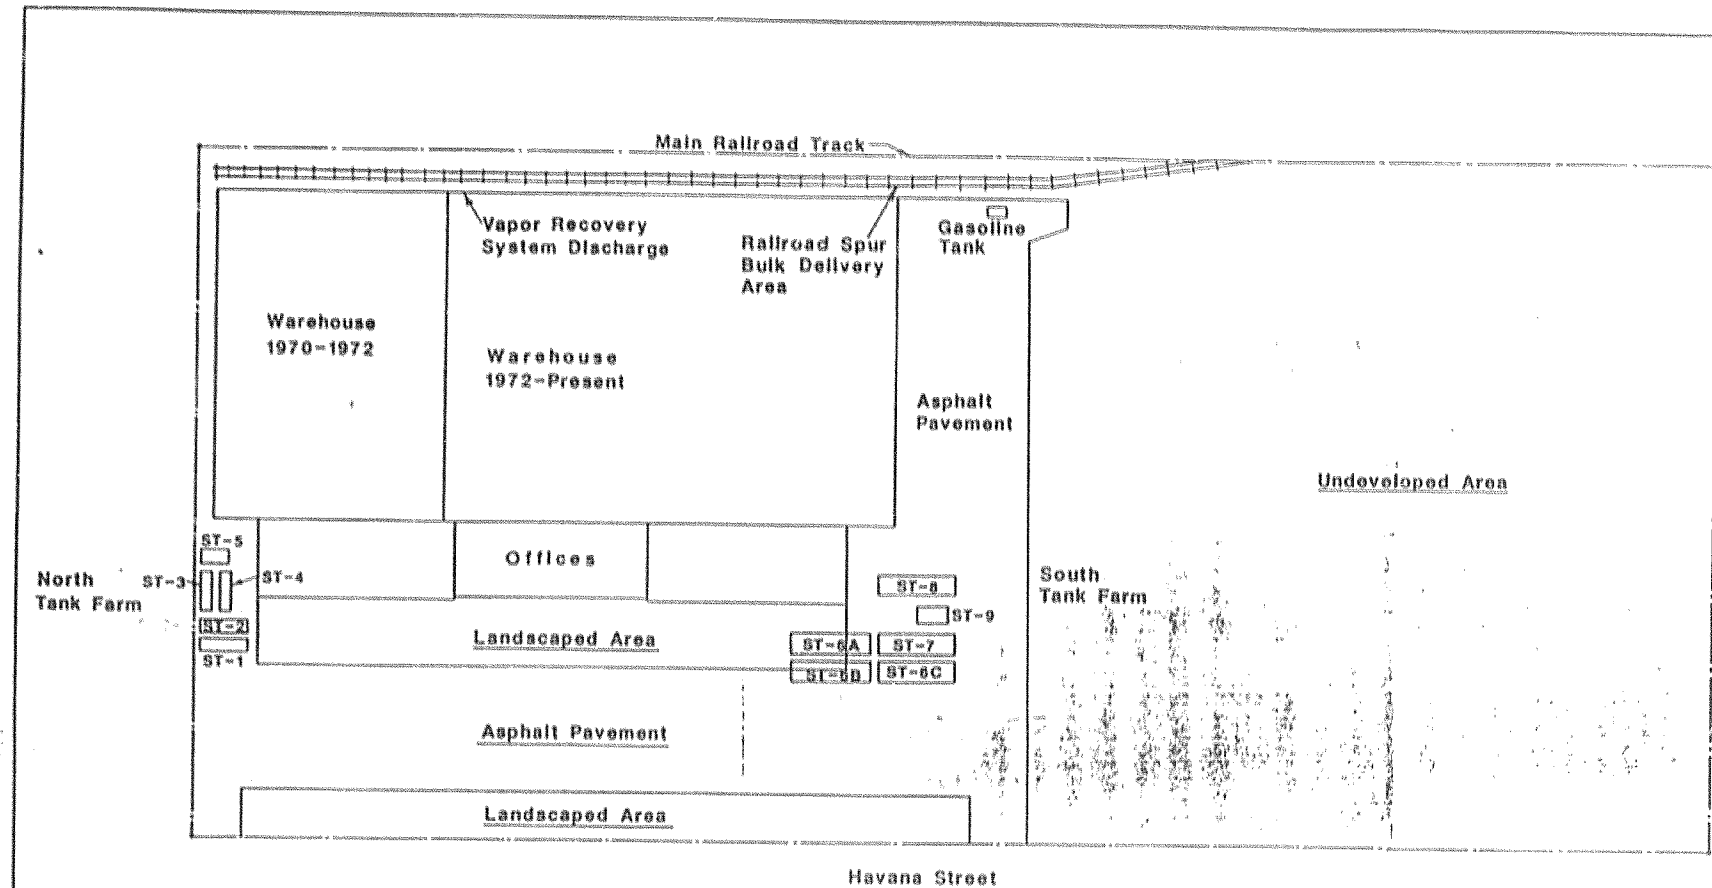 Main Railroad Track
Vapor Recovery
System Discharge
Railroad Spur
Bulk Delivery
Area
Gasoline
Tank
Warehouse
1970-1972
Warehouse
1972-Present
Asphalt
Pavement
Undeveloped Area
ST-5
Offices
North
Tank Farm
ST-3
ST-4
ST-8
South
Tank Farm
ST-9
ST-2
Landscaped Area
ST-6A
ST-7
ST-1
ST-6B
ST-6C
Asphalt Pavement
Landscaped Area
Havana Street